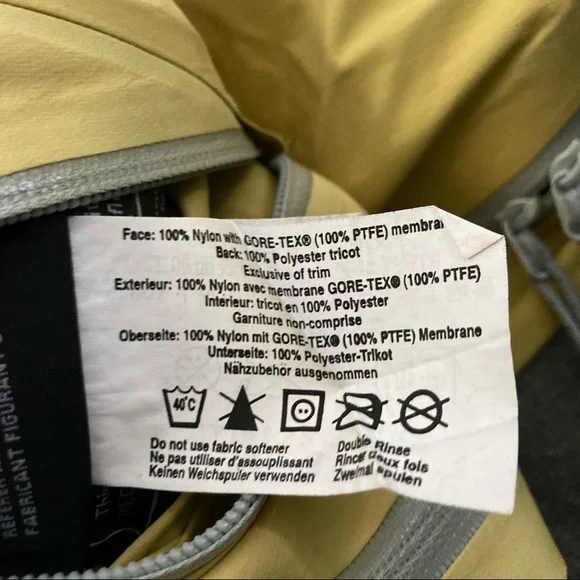 Face: 100% Nylon with GORE-TEX® (100% PTFE)
Back: 100% Polyester tricot
Exclusive of trim
Exterieur: 100% Nylon avec membrane GORE-TEX® (100% PTFE)
Interieur: tricot en 100% Polyester
Garniture non-comprise
Oberseite: 100% Nylon mit GORE-TEX® (100% PTFE) Membrane
Unterseite: 100% Polyester-Trikot
Nähzubehör ausgenommen
40°C
Do not use fabric softener
Ne pas utiliser d'assouplissant
Keinen Weichspuler verwenden
Double Rinse
Rincer deux fois
Zweimal spulen
FABRICANT FIGURANT